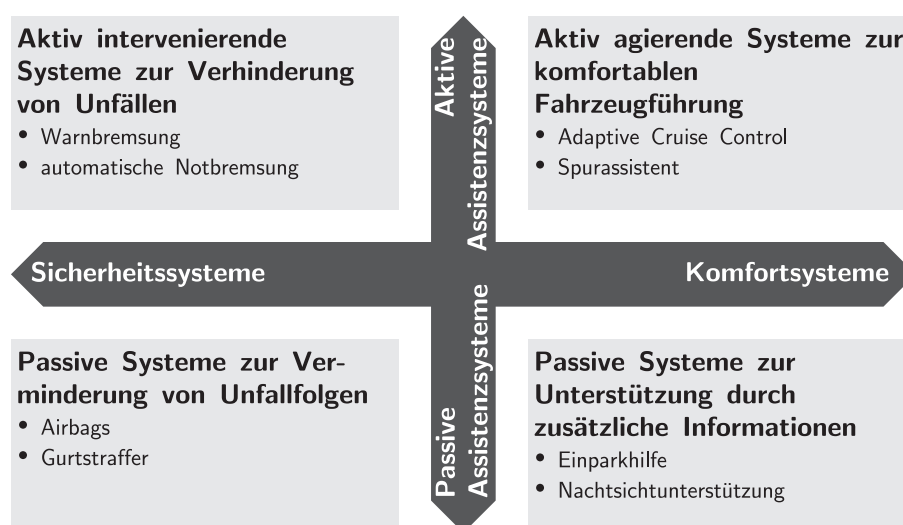 Aktiv intervenierende
Systeme zur Verhinderung
von Unfällen
• Warnbremsung
• automatische Notbremsung
Aktive
Assistenzsysteme
Aktiv agierende Systeme zur
komfortablen
Fahrzeugführung
• Adaptive Cruise Control
• Spurassistent
Sicherheitssysteme
Komfortsysteme
Passive Systeme zur Ver-
minderung von Unfallfolgen
• Airbags
• Gurtstraffer
Passive
Assistenzsysteme
Passive Systeme zur
Unterstützung durch
zusätzliche Informationen
• Einparkhilfe
• Nachtsichtunterstützung